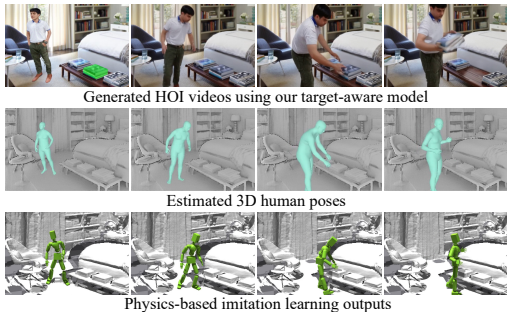 Generated HOI videos using our target-aware model
Estimated 3D human poses
Physics-based imitation learning outputs